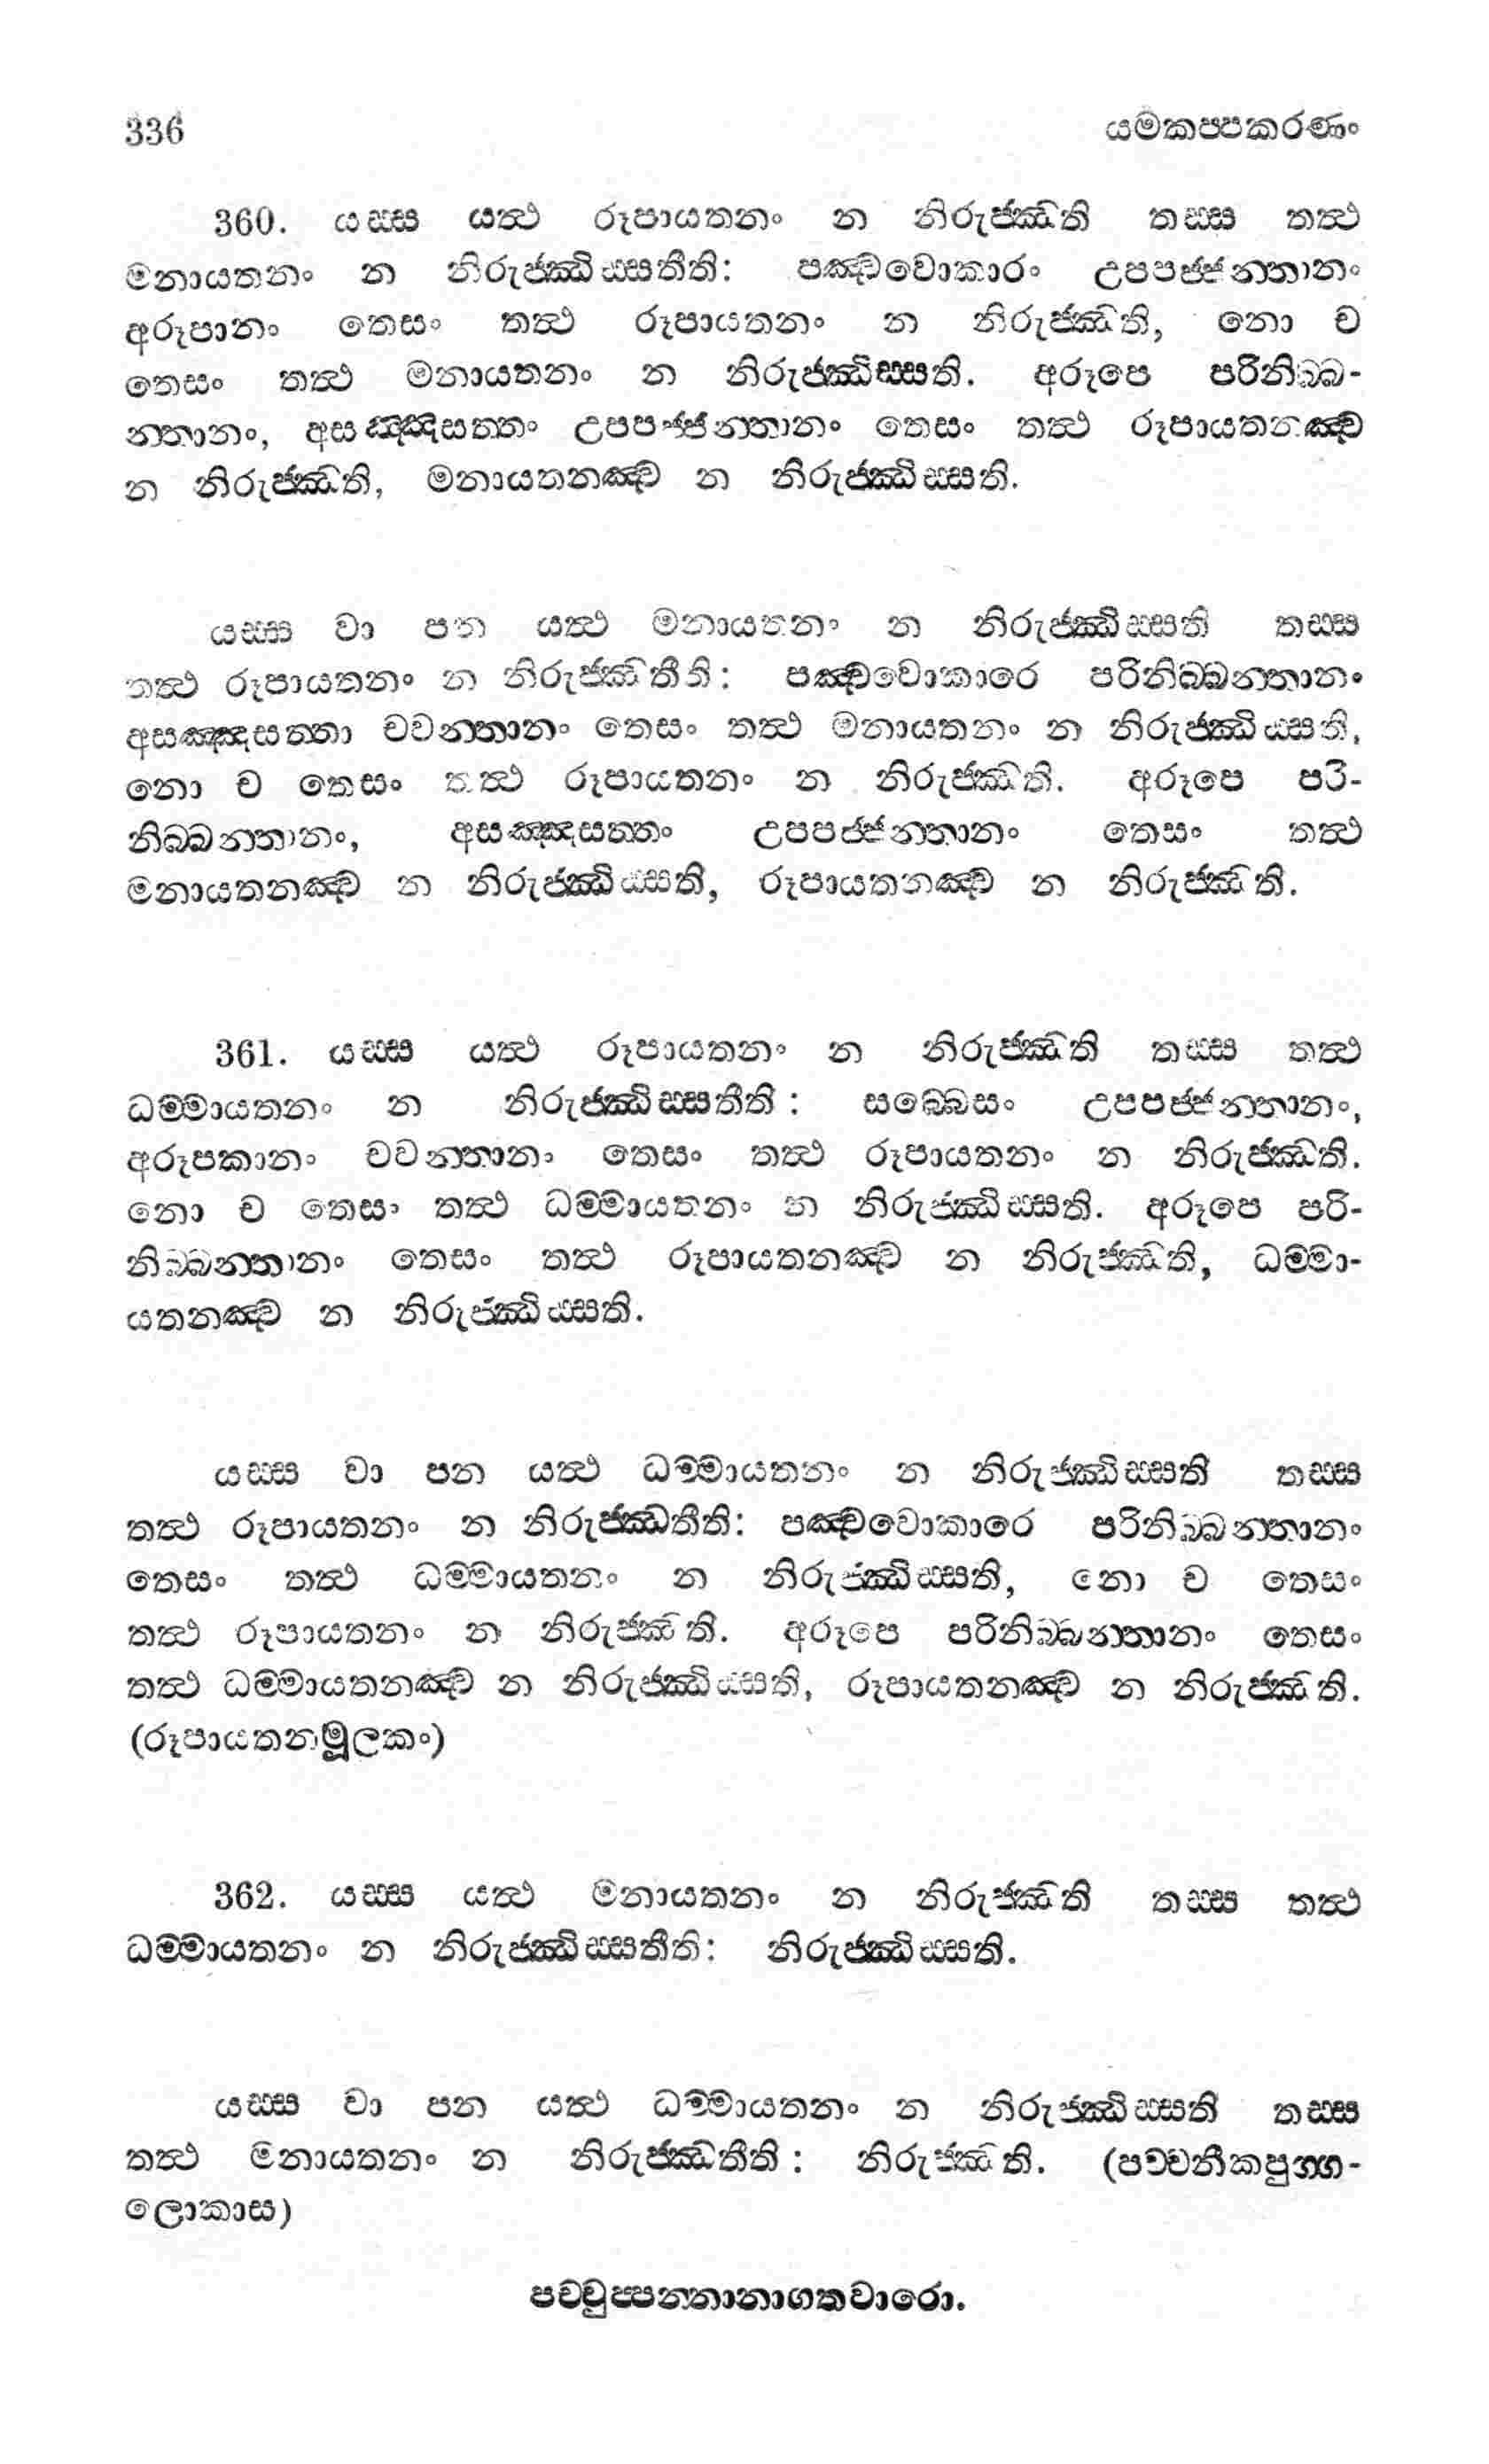 336 යමකප්පකරණං
360. යස්ස යත්ථ රූපායතනං න නිරුජ්ඣති තස්ස තත්ථ
මනායතනං න නිරුජ්ඣිස්සතීති: පඤ්චවොකාරං උපපජ්ජන්තානං
අරූපානං තෙසං තත්ථ රූපායතනං න නිරුජ්ඣති, නො ච
තෙසං තත්ථ මනායතනං න නිරුජ්ඣිස්සති. අරූපෙ පරිනිබ්බ-
න්තානං, අසඤ්ඤසත්තං උපපජ්ජන්තානං තෙසං තත්ථ රූපායතනඤ්ච
න නිරුජ්ඣති, මනායතනඤ්ච න නිරුජ්ඣිස්සති.
යස්ස වා පන යත්ථ මනායතනං න නිරුජ්ඣිස්සති තස්ස
තත්ථ රූපායතනං න නිරුජ්ඣතීති: පඤ්චවොකාරෙ පරිනිබ්බන්තානං
අසඤ්ඤසත්තා චවන්තානං තෙසං තත්ථ මනායතනං න නිරුජ්ඣිස්සති,
නො ච තෙසං තත්ථ රූපායතනං න නිරුජ්ඣති. අරූපෙ පරි-
නිබ්බන්තානං, අසඤ්ඤසත්තං උපපජ්ජන්තානං තෙසං තත්ථ
මනායතනඤ්ච න නිරුජ්ඣිස්සති, රූපායතනඤ්ච න නිරුජ්ඣති.
361. යස්ස යත්ථ රූපායතනං න නිරුජ්ඣති තස්ස තත්ථ
ධම්මායතනං න නිරුජ්ඣිස්සතීති: සබ්බෙසං උපපජ්ජන්තානං,
අරූපකානං චවන්තානං තෙසං තත්ථ රූපායතනං න නිරුජ්ඣති.
නො ච තෙසං තත්ථ ධම්මායතනං න නිරුජ්ඣිස්සති. අරූපෙ පරි-
නිබ්බන්තානං තෙසං තත්ථ රූපායතනඤ්ච න නිරුජ්ඣති, ධම්මා-
යතනඤ්ච න නිරුජ්ඣිස්සති.
යස්ස වා පන යත්ථ ධම්මායතනං න නිරුජ්ඣිස්සති තස්ස
තත්ථ රූපායතනං න නිරුජ්ඣතීති: පඤ්චවොකාරෙ පරිනිබ්බන්තානං
තෙසං තත්ථ ධම්මායතනං න නිරුජ්ඣිස්සති, නො ච තෙසං
තත්ථ රූපායතනං න නිරුජ්ඣති. අරූපෙ පරිනිබ්බන්තානං තෙසං
තත්ථ ධම්මායතනඤ්ච න නිරුජ්ඣිස්සති, රූපායතනඤ්ච න නිරුජ්ඣති.
(රූපායතනමූලකං)
362. යස්ස යත්ථ මනායතනං න නිරුජ්ඣති තස්ස තත්ථ
ධම්මායතනං න නිරුජ්ඣිස්සතීති: නිරුජ්ඣිස්සති.
යස්ස වා පන යත්ථ ධම්මායතනං න නිරුජ්ඣිස්සති තස්ස
තත්ථ මනායතනං න නිරුජ්ඣතීති: නිරුජ්ඣති. (පච්චනීකපුග්ග-
ලොකාස)
පච්චුප්පන්නානාගතවාරො.